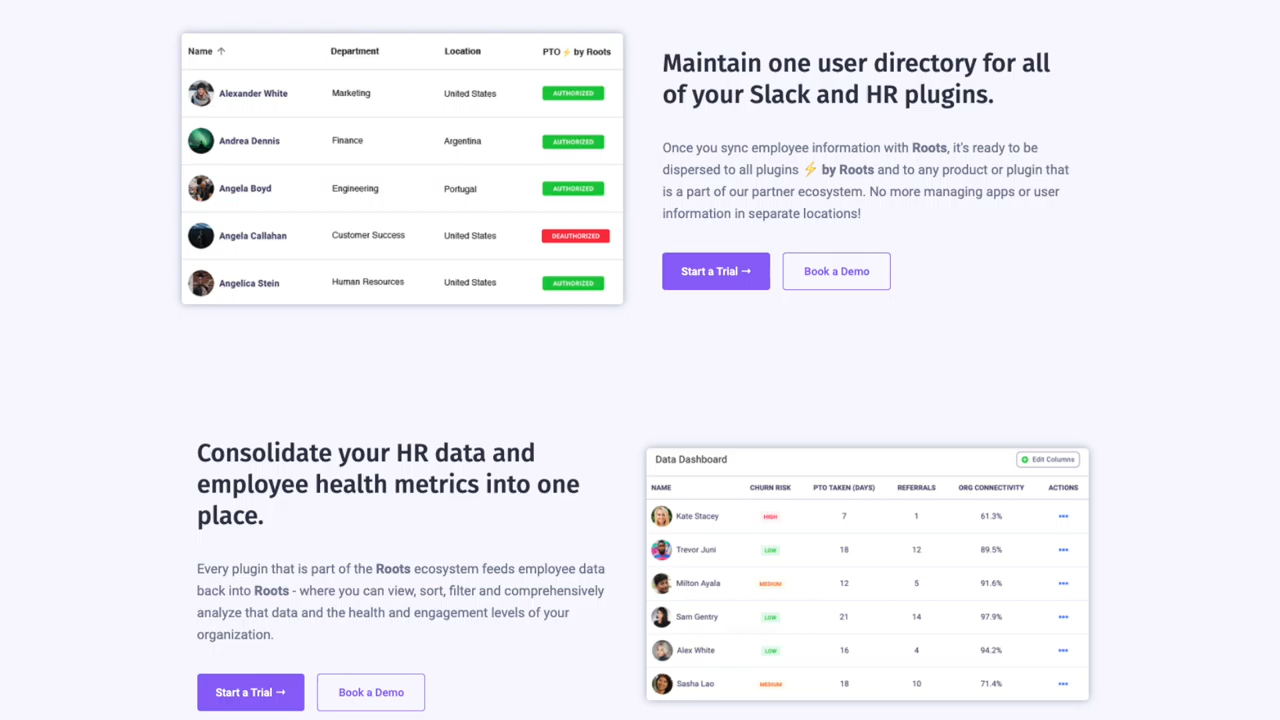 Name ↑ Department Location PTO⚡by Roots
Alexander White Marketing United States AUTHORIZED
Andrea Dennis Finance Argentina AUTHORIZED
Angela Boyd Engineering Portugal AUTHORIZED
Angela Callahan Customer Success United States DEAUTHORIZED
Angelica Stein Human Resources United States AUTHORIZED
Maintain one user directory for all
of your Slack and HR plugins.
Once you sync employee information with Roots, it's ready to be
dispersed to all plugins ⚡ by Roots and to any product or plugin that
is a part of our partner ecosystem. No more managing apps or user
information in separate locations!
Start a Trial → Book a Demo
Consolidate your HR data and
employee health metrics into one
place.
Every plugin that is part of the Roots ecosystem feeds employee data
back into Roots - where you can view, sort, filter and comprehensively
analyze that data and the health and engagement levels of your
organization.
Start a Trial → Book a Demo
Data Dashboard Edit Columns
NAME CHURN RISK PTO TAKEN (DAYS) REFERRALS ORG CONNECTIVITY ACTIONS
Kate Stacey HIGH 7 1 61.3% •••
Trevor Juni LOW 18 12 89.5% •••
Milton Ayala MEDIUM 12 5 91.6% •••
Sam Gentry LOW 21 14 97.9% •••
Alex White LOW 16 4 94.2% •••
Sasha Lao MEDIUM 18 10 71.4% •••